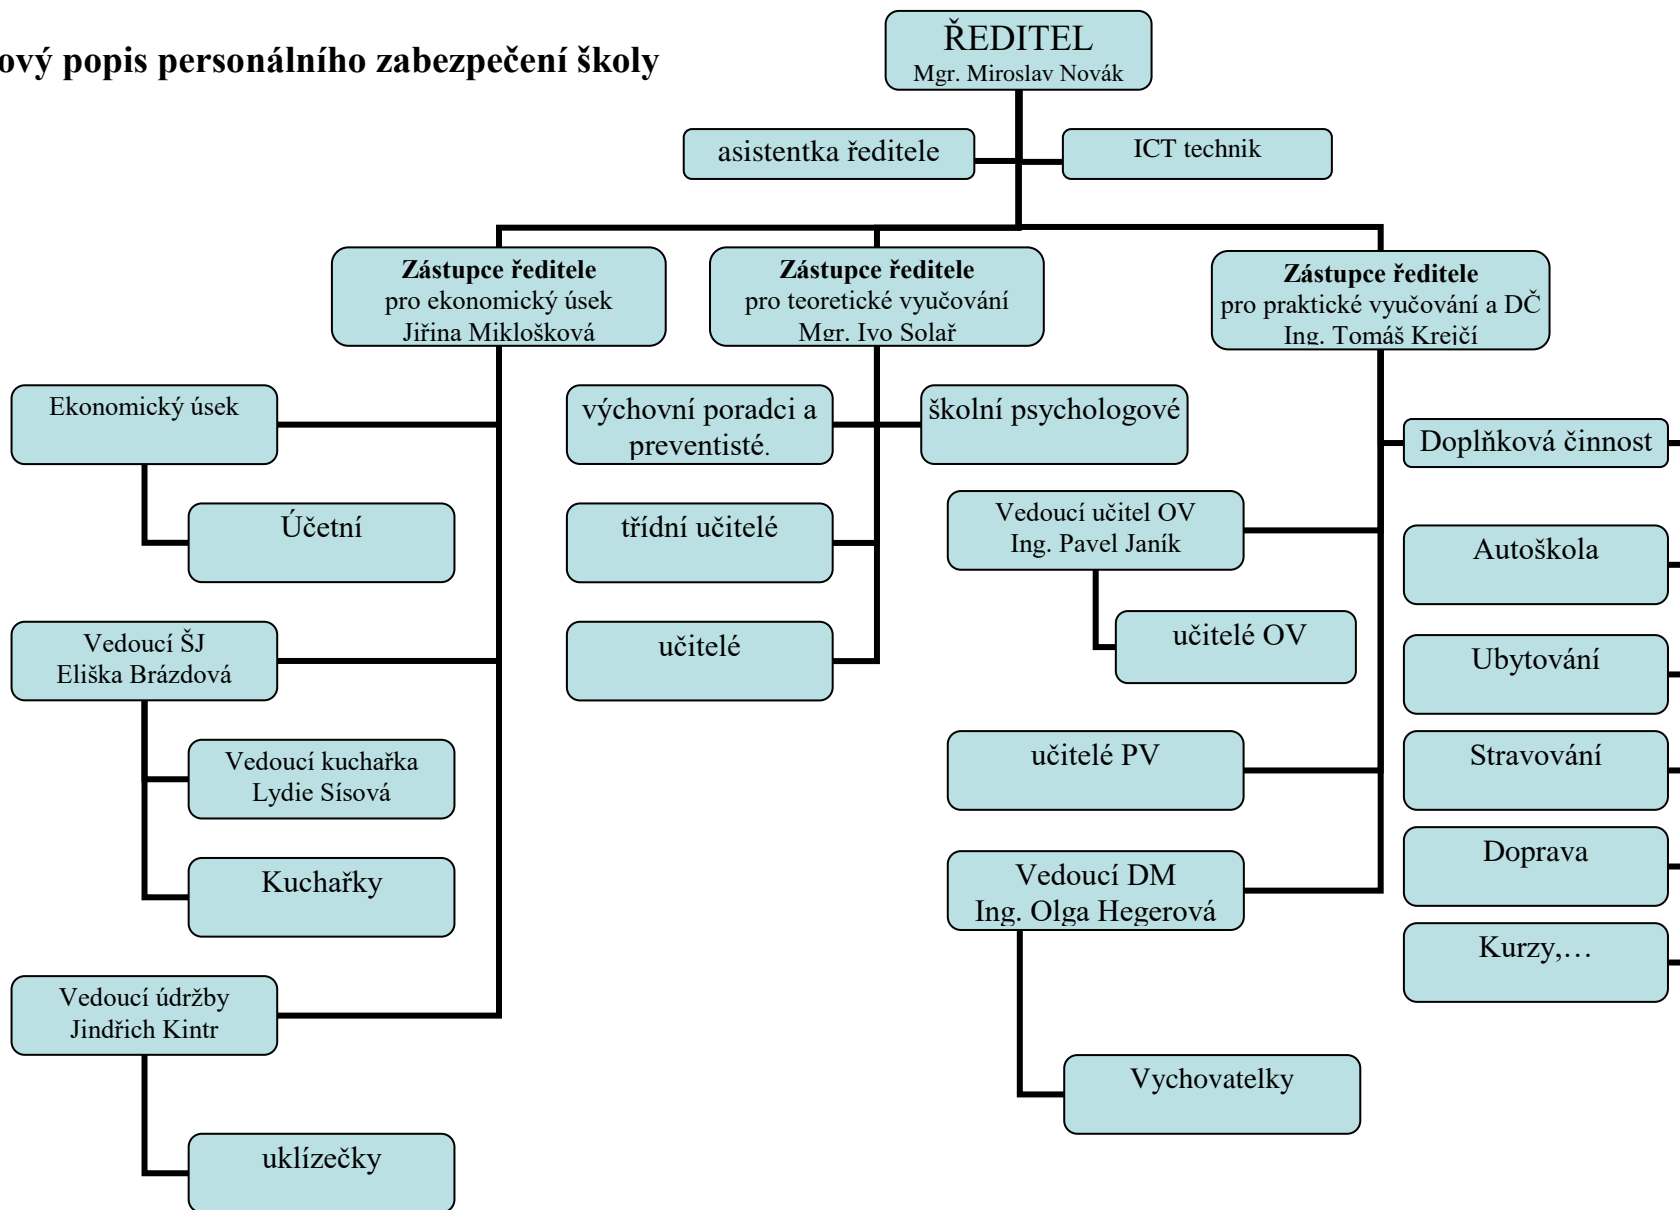 popis personálního zabezpečení školy
ŘEDITEL
Mgr. Miroslav Novák
asistentka ředitele
ICT technik
Zástupce ředitele
pro ekonomický úsek
Jiřina Miklošková
Zástupce ředitele
pro teoretické vyučování
Mgr. Ivo Solař
Zástupce ředitele
pro praktické vyučování a DČ
Ing. Tomáš Krejčí
Ekonomický úsek
Účetní
Vedoucí ŠJ
Eliška Brázdová
Vedoucí kuchařka
Lydie Sísová
Kuchařky
Vedoucí údržby
Jindřich Kintr
uklízečky
výchovní poradci a
preventisté.
školní psychologové
třídní učitelé
učitelé
Vedoucí učitel OV
Ing. Pavel Janík
učitelé OV
učitelé PV
Vedoucí DM
Ing. Olga Hegerová
Vychovatelky
Doplňková činnost
Autoškola
Ubytování
Stravování
Doprava
Kurzy,…